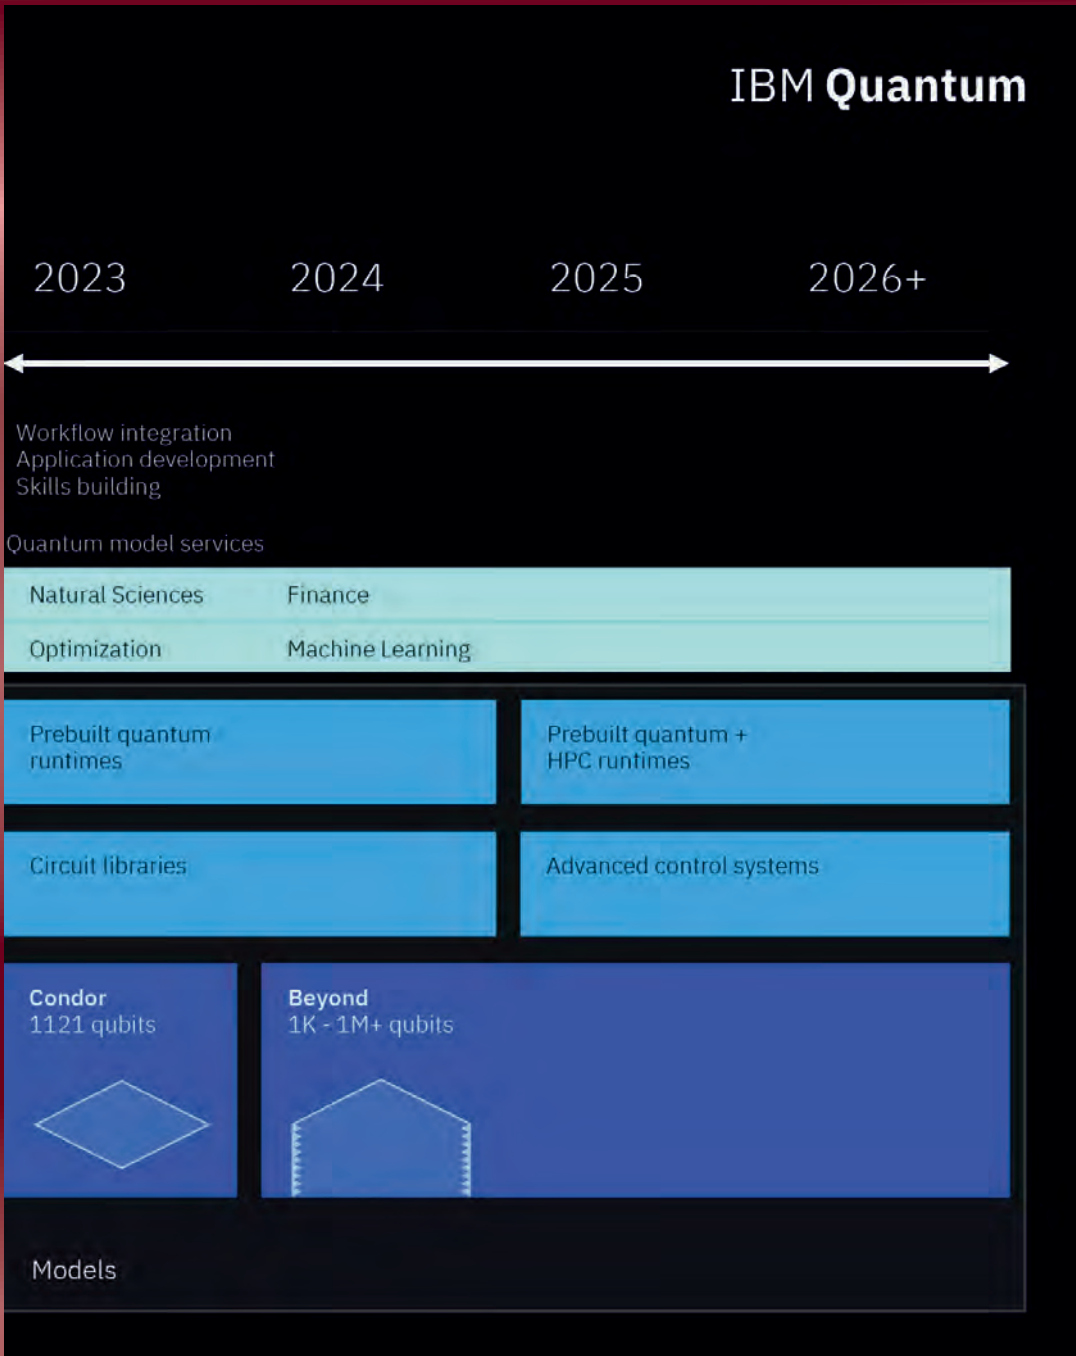 IBM Quantum
2023 2024 2025 2026+
Workflow integration
Application development
Skills building
Quantum model services
Natural Sciences Finance
Optimization Machine Learning
Prebuilt quantum
runtimes
Prebuilt quantum +
HPC runtimes
Circuit libraries
Advanced control systems
Condor
1121 qubits
Beyond
1K - 1M+ qubits
Models